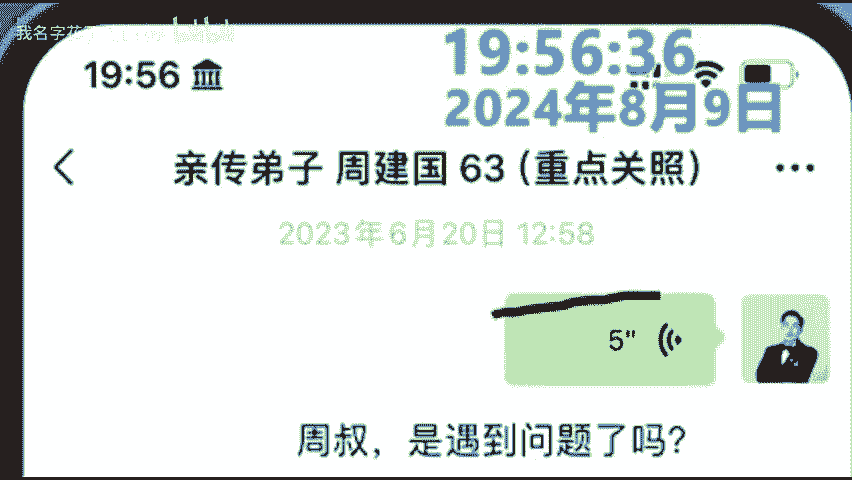 我名字花
19:56
19:56:36
2024年8月9日
亲传弟子 周建国 63（重点关照）
2023年6月20日 12:58
5"
周叔，是遇到问题了吗？